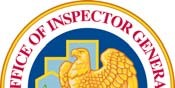 OFFICE OF INSPECTOR GENERA